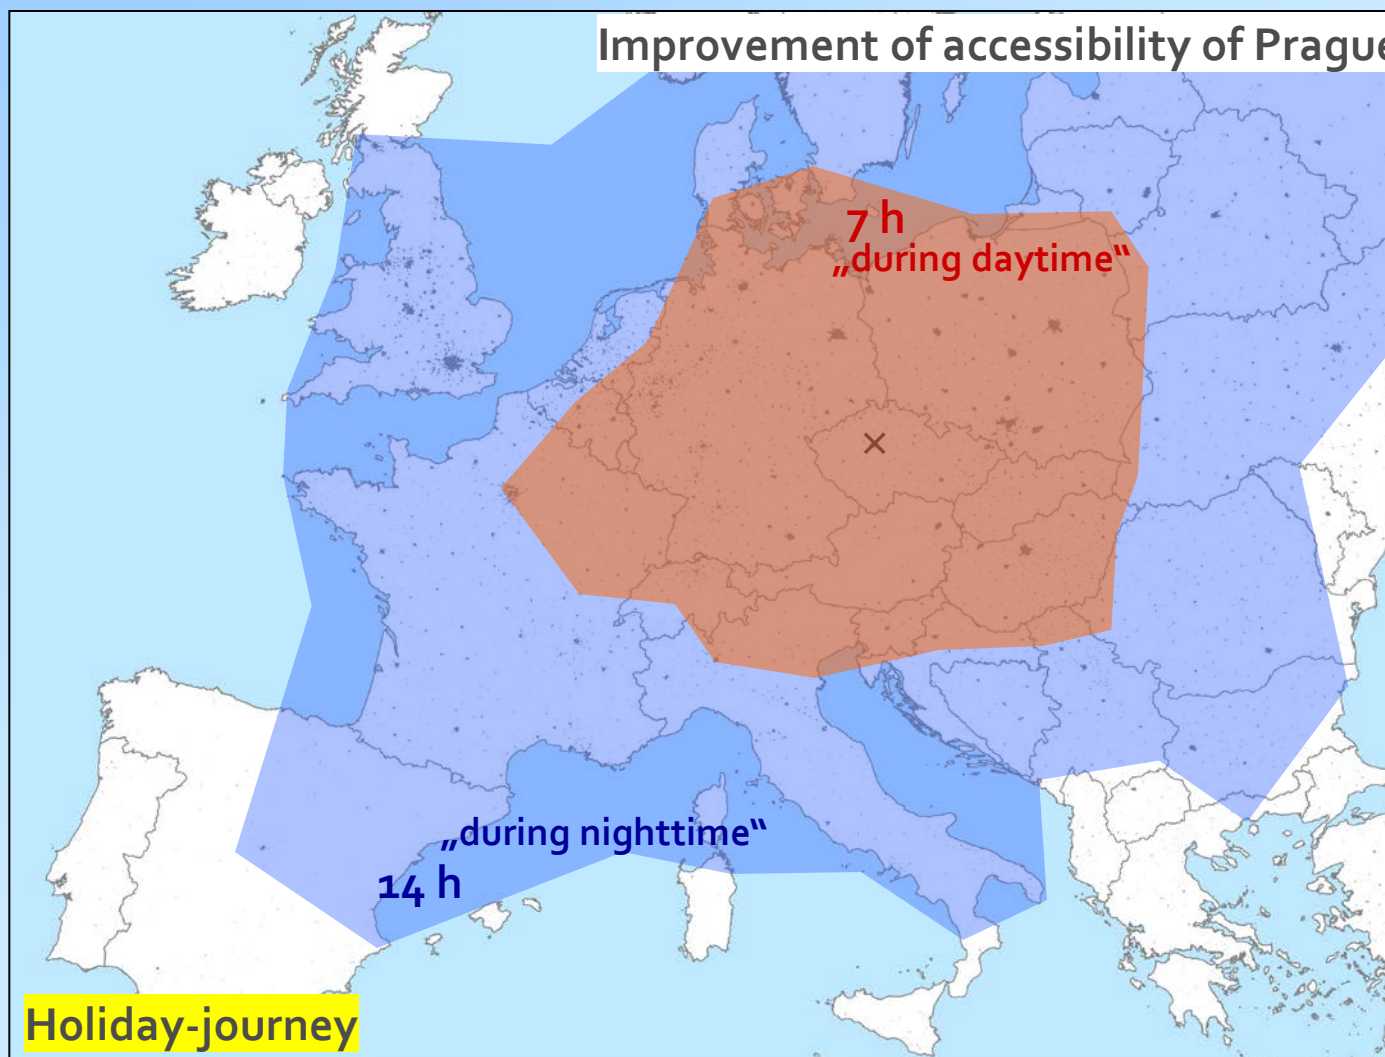 Improvement of accessibility of Prague
7 h
„during daytime“
„during nighttime“
14 h
Holiday-journey